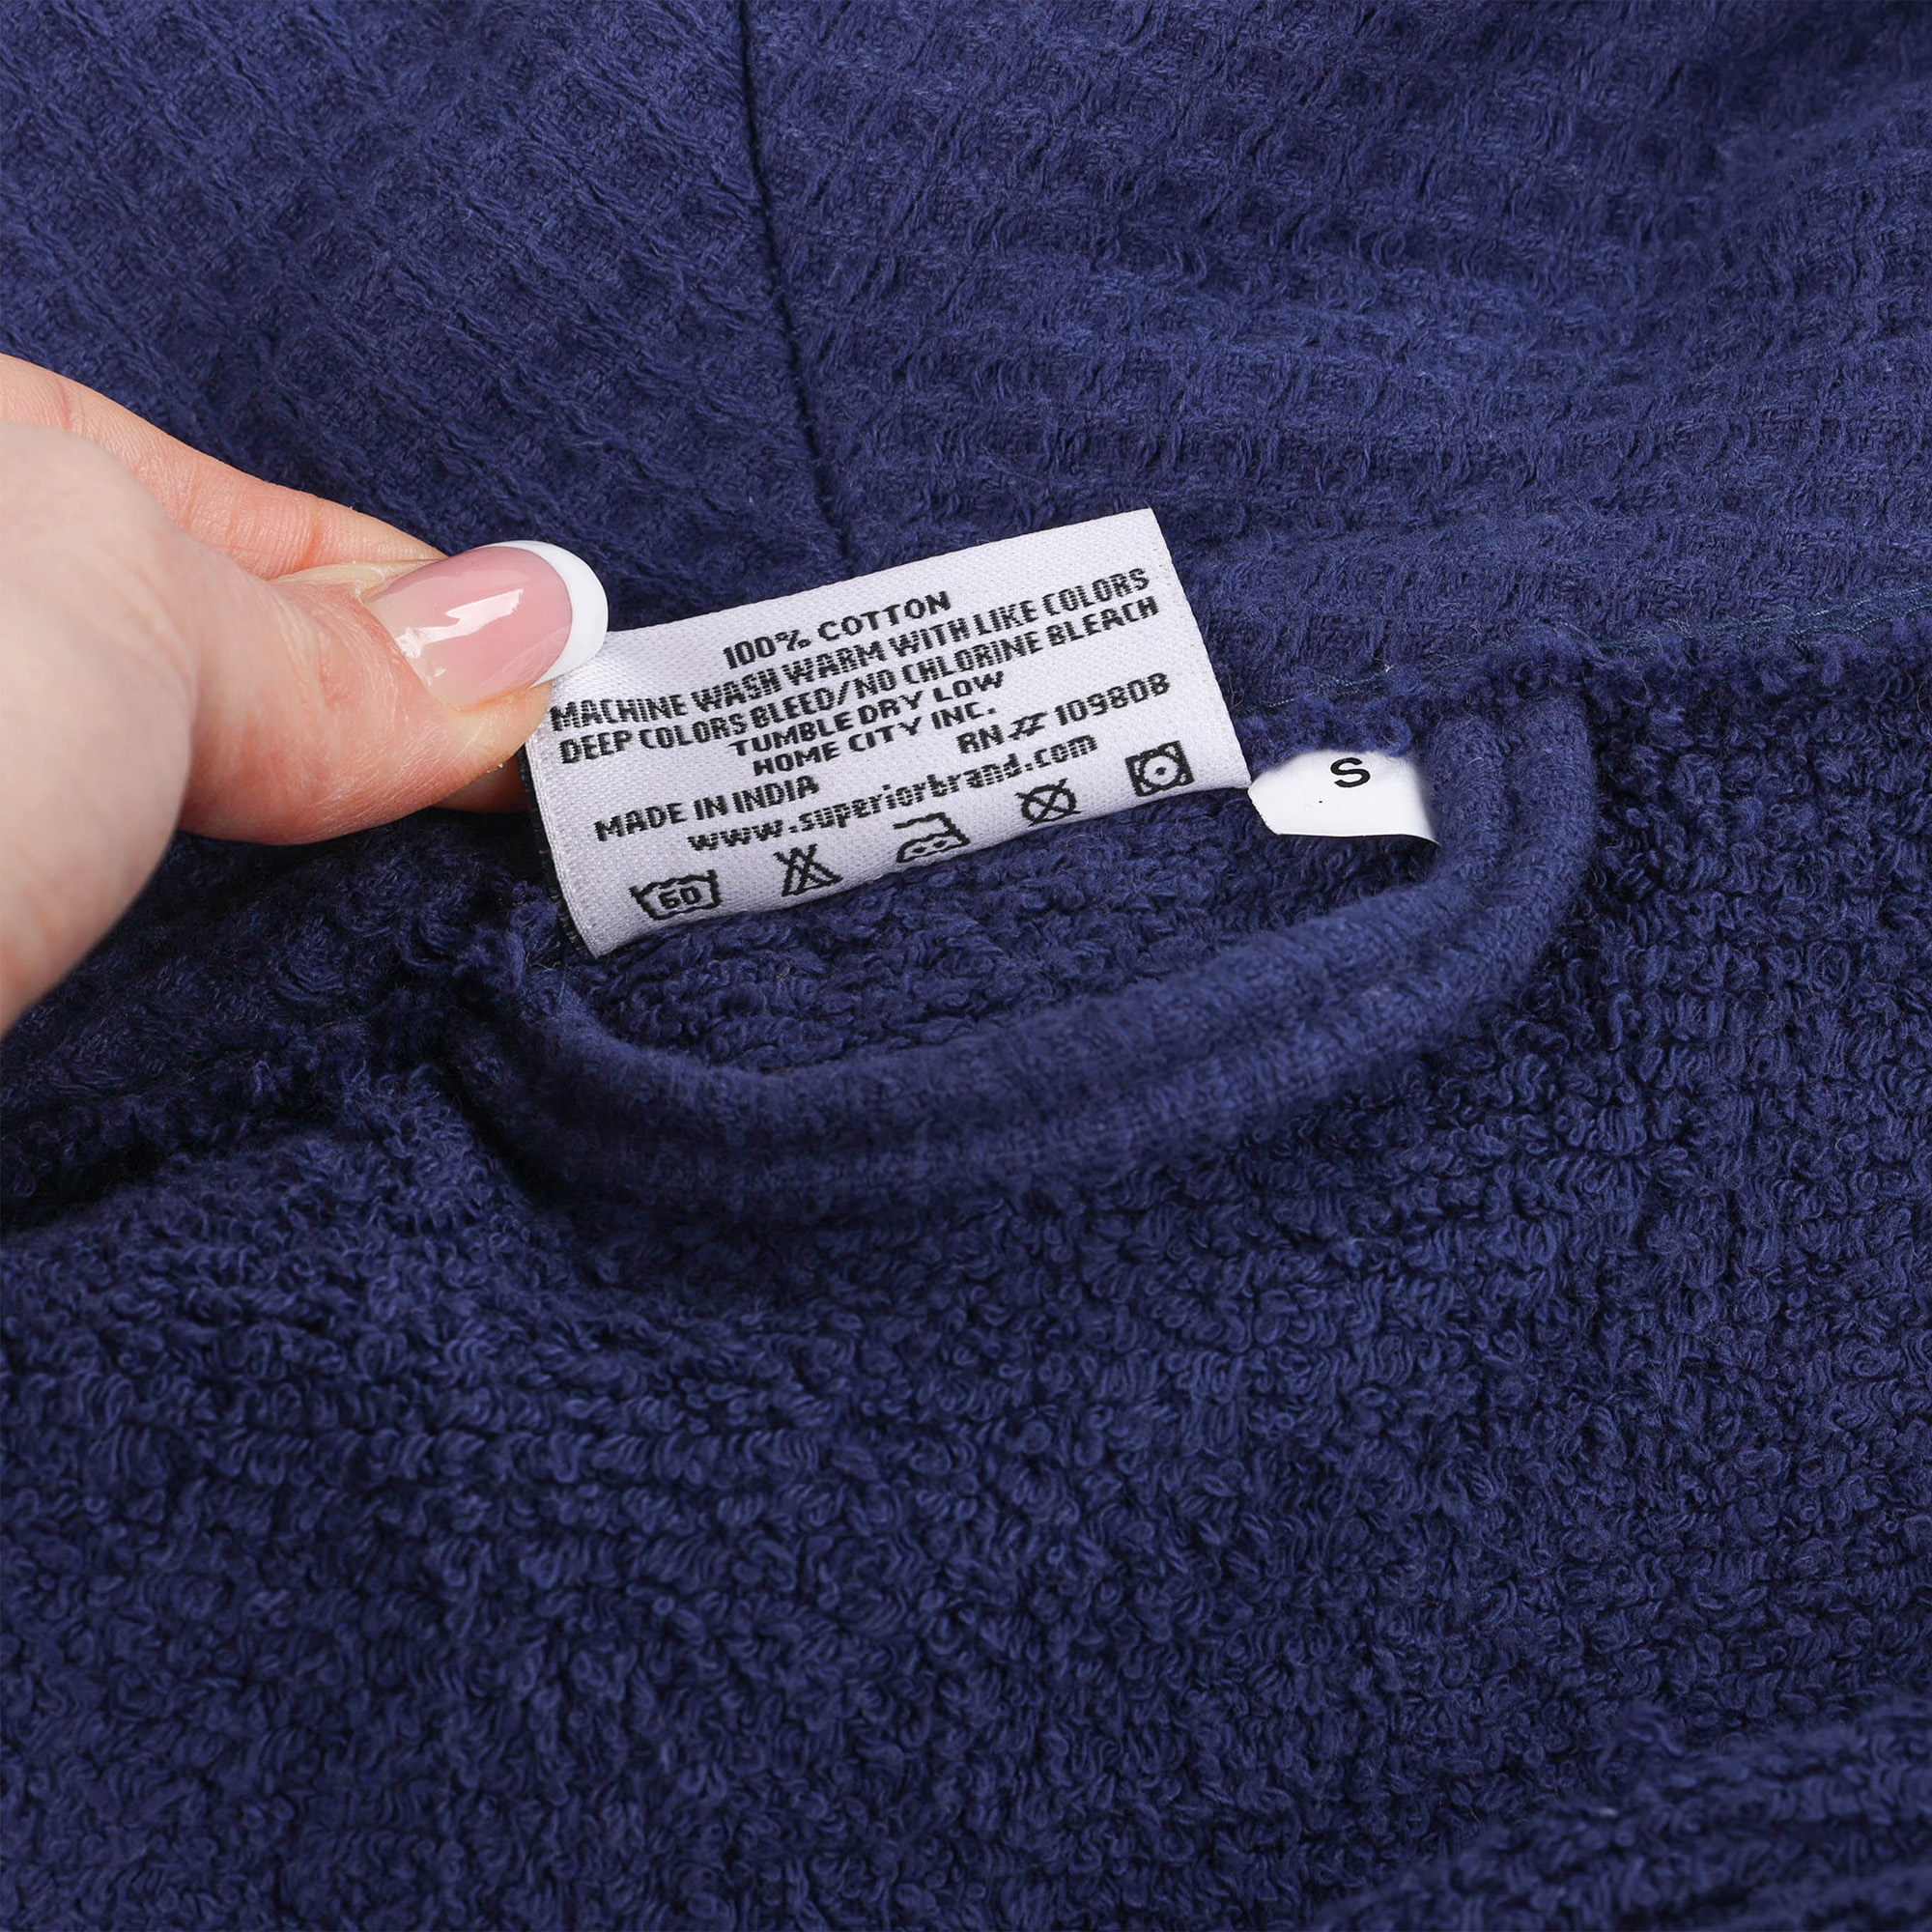 100% COTTON
MACHINE WASH WARM WITH LIKE COLORS
DEEP COLORS BLEED/NO CHLORINE BLEACH
TUMBLE DRY LOW
HOME CITY INC.
MADE IN INDIA RN # 109808
www.superiorbrand.com
60
S